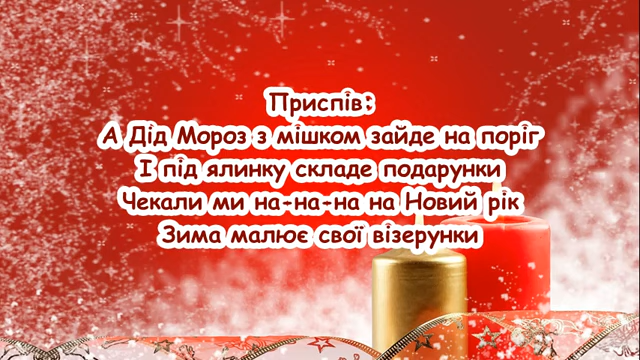 Приспів:
А Дід Мороз з мішком зайде на поріг
І під ялинку складе подарунки
Чекали ми на-на-на на Новий рік
Зима малює свої візерунки